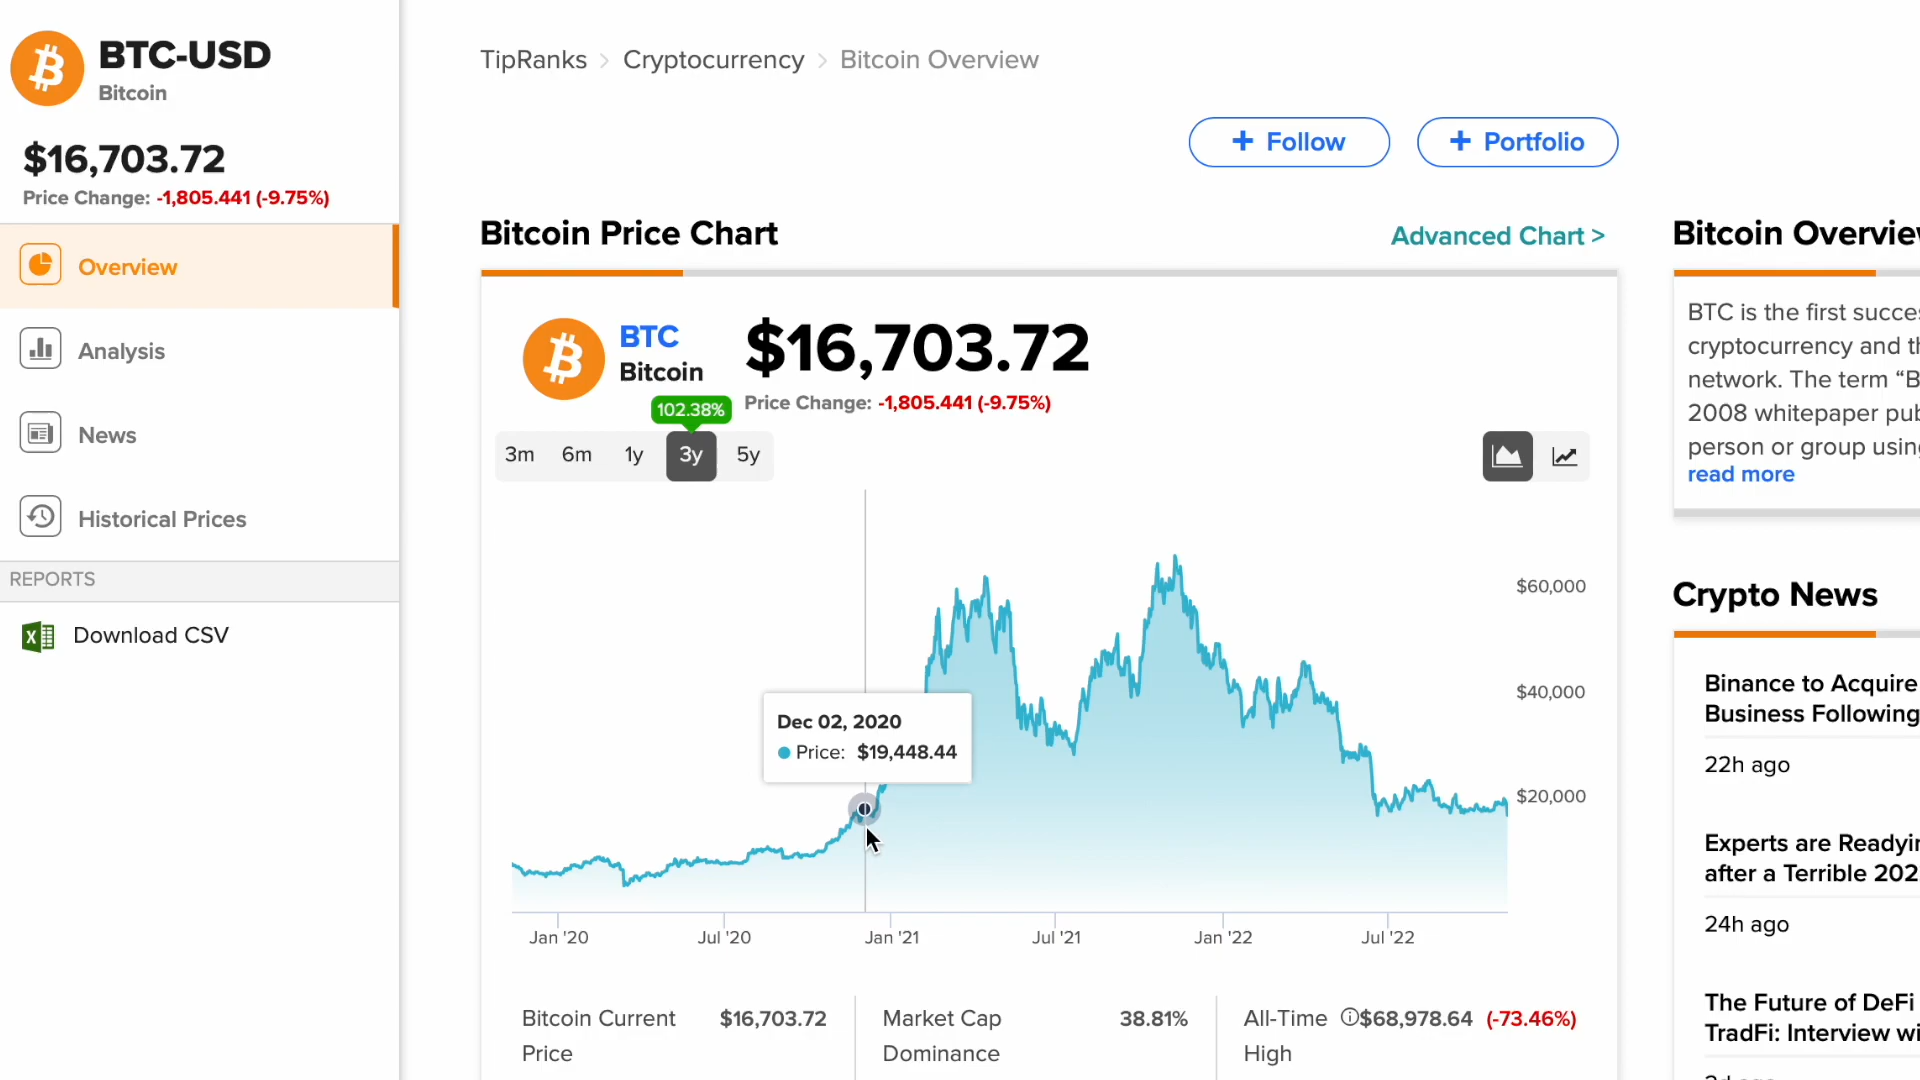 BTC-USD
Bitcoin
$16,703.72
Price Change: -1,805.441 (-9.75%)
Overview
Analysis
News
Historical Prices
REPORTS
Download CSV
TipRanks > Cryptocurrency > Bitcoin Overview
+ Follow
+ Portfolio
Bitcoin Price Chart
Advanced Chart >
BTC
Bitcoin
$16,703.72
Price Change: -1,805.441 (-9.75%)
102.38%
3m 6m 1y 3y 5y
$60,000
$40,000
$20,000
Dec 02, 2020
Price: $19,448.44
Jan '20 Jul '20 Jan '21 Jul '21 Jan '22 Jul '22
Bitcoin Current
Price
$16,703.72
Market Cap
Dominance
38.81%
All-Time
High
$68,978.64 (-73.46%)
Bitcoin Overvie
BTC is the first succe
cryptocurrency and th
network. The term “B
2008 whitepaper pub
person or group using
read more
Crypto News
Binance to Acquire
Business Following
22h ago
Experts are Readyin
after a Terrible 202
24h ago
The Future of DeFi
TradFi: Interview wi